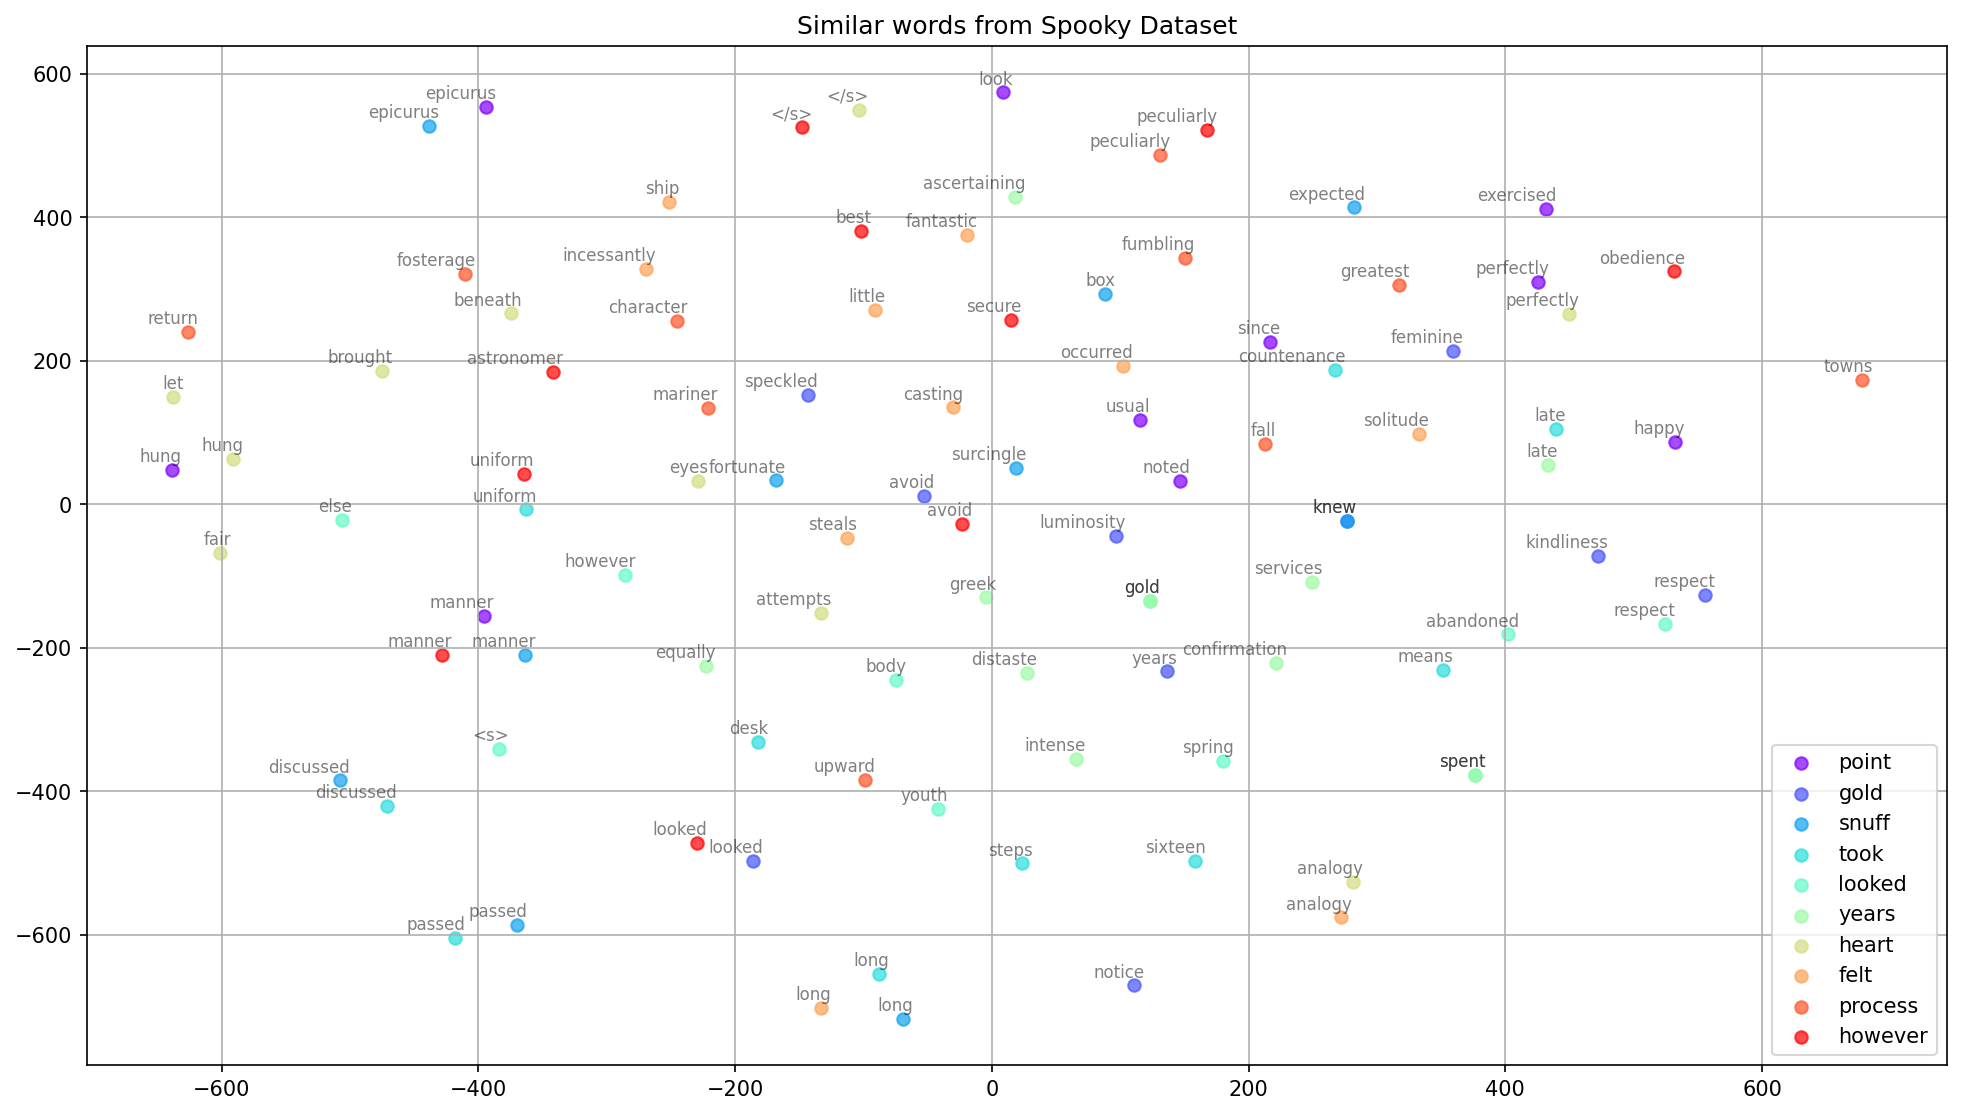 Similar words from Spooky Dataset
600
look
epicurus
</s>
epicurus
</s>
peculiarly
peculiarly
ascertaining
ship
expected
exercised
400
best
fantastic
fumbling
incessantly
fosterage
obedience
greatest
perfectly
box
beneath
little
perfectly
character
secure
return
since
feminine
200
brought
astronomer
occurred
countenance
towns
let
speckled
mariner
casting
usual
late
solitude
happy
fall
hung
late
hung
uniform
eyes
fortunate
surcingle
noted
avoid
0
else
uniform
avoid
knew
steals
luminosity
fair
kindliness
however
services
greek
gold
respect
manner
attempts
respect
abandoned
−200
manner
manner
equally
confirmation
body
distaste
years
means
<s>
desk
intense
spring
spent
point
discussed
upward
−400
discussed
youth
gold
snuff
looked
looked
steps
sixteen
took
analogy
looked
analogy
passed
years
−600
passed
heart
long
notice
felt
long
long
process
however
−600
−400
−200
0
200
400
600